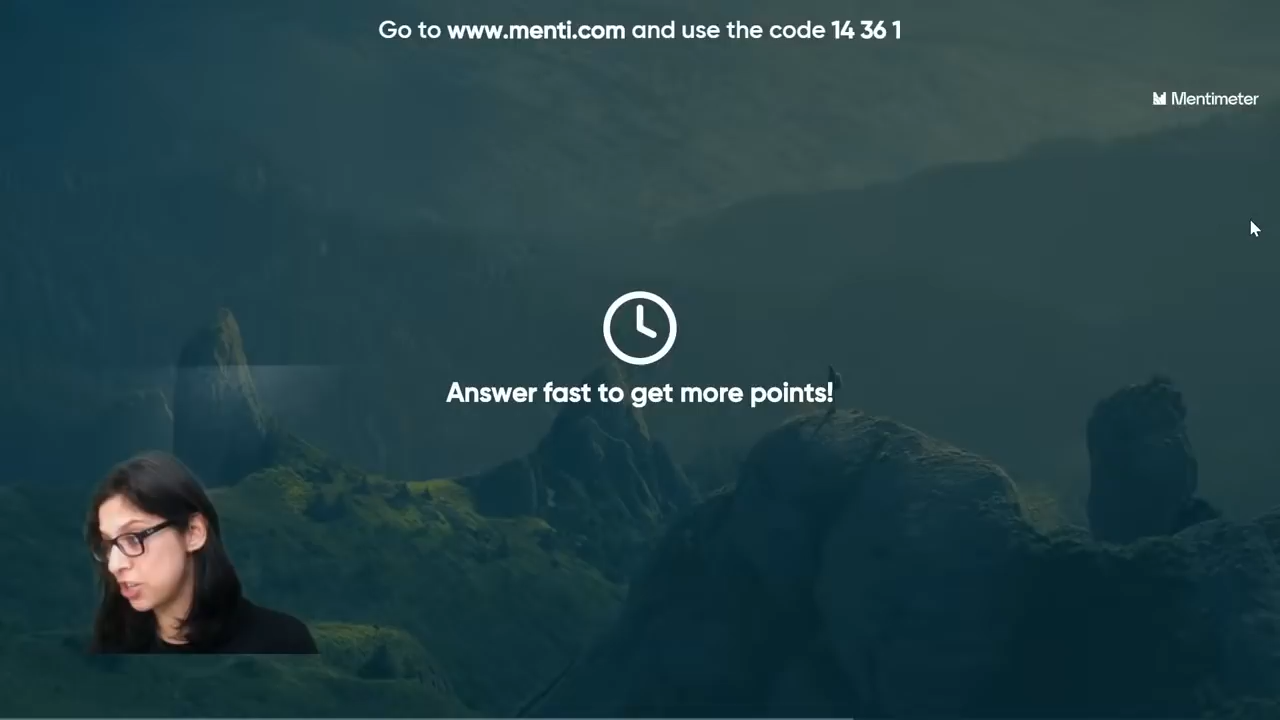 Go to www.menti.com and use the code 14 36 1
Mentimeter
Answer fast to get more points!